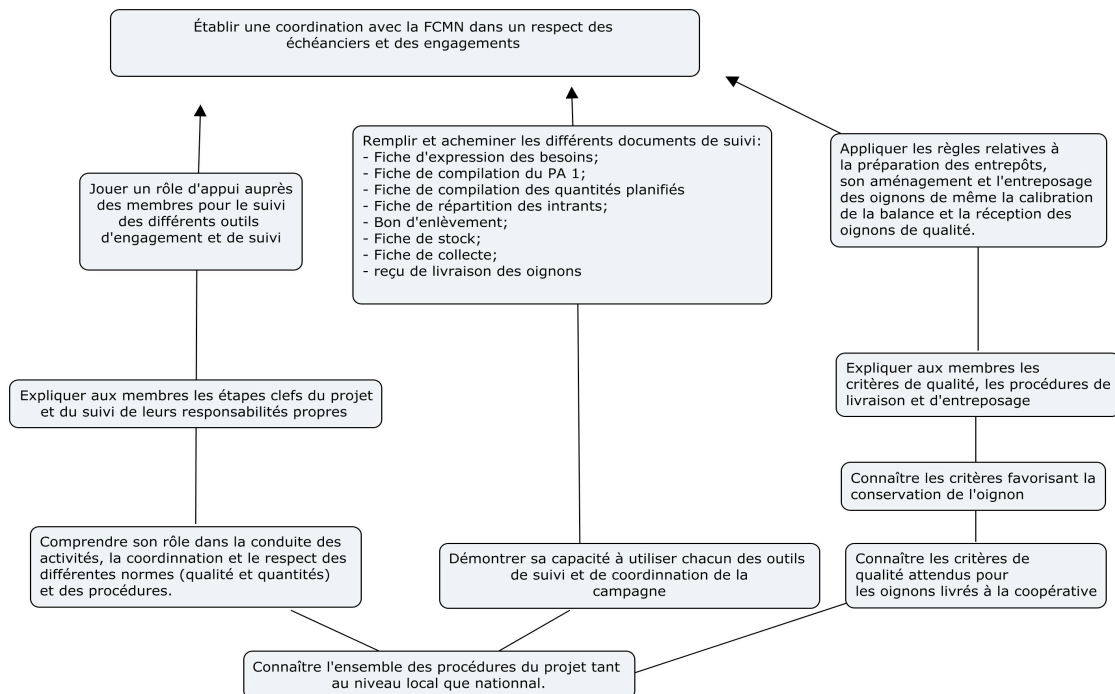 Établir une coordination avec la FCMN dans un respect des
échéanciers et des engagements
Jouer un rôle d'appui auprès
des membres pour le suivi
des différents outils
d'engagement et de suivi
Remplir et acheminer les différents documents de suivi:
- Fiche d'expression des besoins;
- Fiche de compilation du PA 1;
- Fiche de compilation des quantités planifiés
- Fiche de répartition des intrants;
- Bon d'enlèvement;
- Fiche de stock;
- Fiche de collecte;
- reçu de livraison des oignons
Appliquer les règles relatives à
la préparation des entrepôts,
son aménagement et l'entreposage
des oignons de même la calibration
de la balance et la réception des
oignons de qualité.
Expliquer aux membres les étapes clefs du projet
et du suivi de leurs responsabilités propres
Expliquer aux membres les
critères de qualité, les procédures de
livraison et d'entreposage
Connaître les critères favorisant la
conservation de l'oignon
Comprendre son rôle dans la conduite des
activités, la coordinnation et le respect des
différentes normes (qualité et quantités)
et des procédures.
Démontrer sa capacité à utiliser chacun des outils
de suivi et de coordinnation de la
campagne
Connaître les critères de
qualité attendus pour
les oignons livrés à la coopérative
Connaître l'ensemble des procédures du projet tant
au niveau local que nationnal.